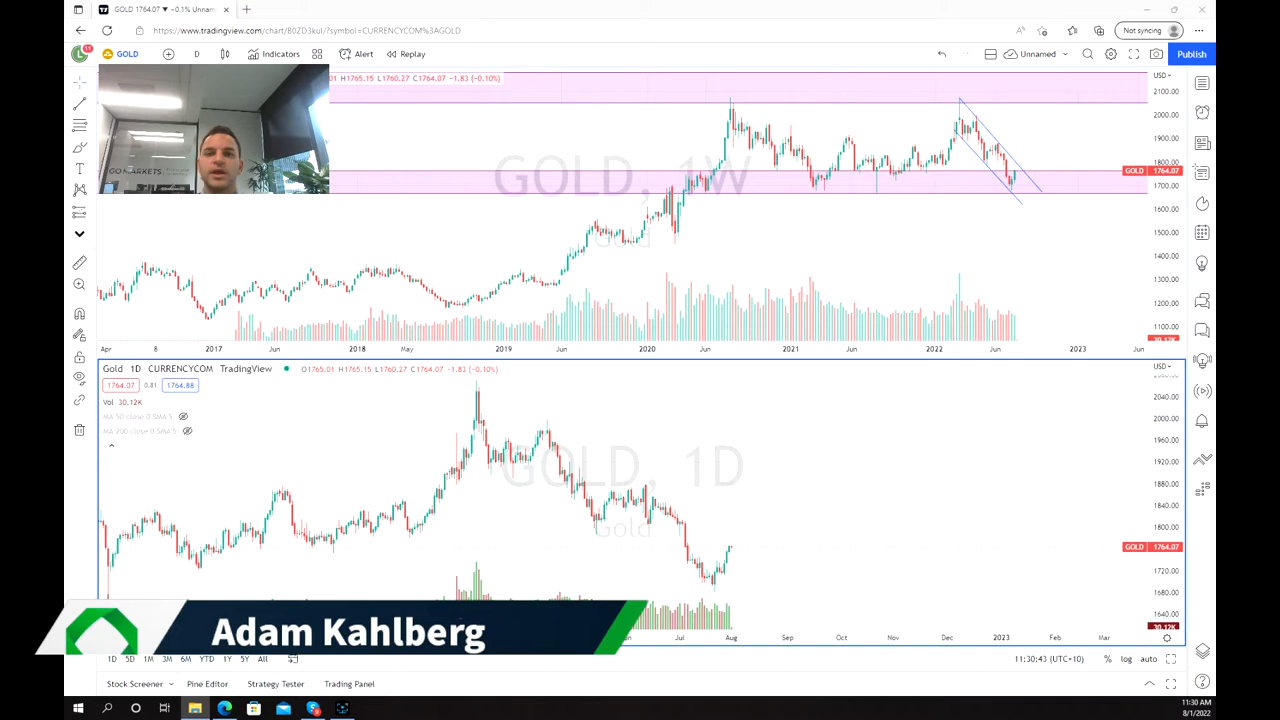 GOLD 1764.07 ▼ −0.1% Unnam
https://www.tradingview.com/chart/B0ZD3kul/?symbol=CURRENCYCOM%3AGOLD
Not syncing
11
GOLD
D
Indicators
Alert
Replay
Unnamed
Publish
01 H1765.15 L1760.27 C1764.07 −1.83 (−0.10%)
USD
GO MARKETS
GOLD, 1W
Gold
2100.00
2000.00
1900.00
1800.00
GOLD 1764.07
1700.00
1600.00
1500.00
1400.00
1300.00
1200.00
1100.00
30.12K
Apr 8 2017 Jun 2018 May 2019 Jun 2020 Jun 2021 Jun 2022 Jun 2023 Jun
Gold 1D CURRENCYCOM TradingView O1765.01 H1765.15 L1760.27 C1764.07 −1.83 (−0.10%)
USD
1764.07 0.81 1764.88
Vol 30.12K
MA 50 close 0 SMA 5
MA 200 close 0 SMA 5
GOLD, 1D
Gold
2040.00
2000.00
1960.00
1920.00
1880.00
1840.00
1800.00
GOLD 1764.07
1720.00
1680.00
1640.00
30.12K
Adam Kahlberg
Jul Aug Sep Oct Nov Dec 2023 Feb Mar
1D 5D 1M 3M 6M YTD 1Y 5Y All
11:30:43 (UTC+10) % log auto
Stock Screener Pine Editor Strategy Tester Trading Panel
11:30 AM
8/1/2022